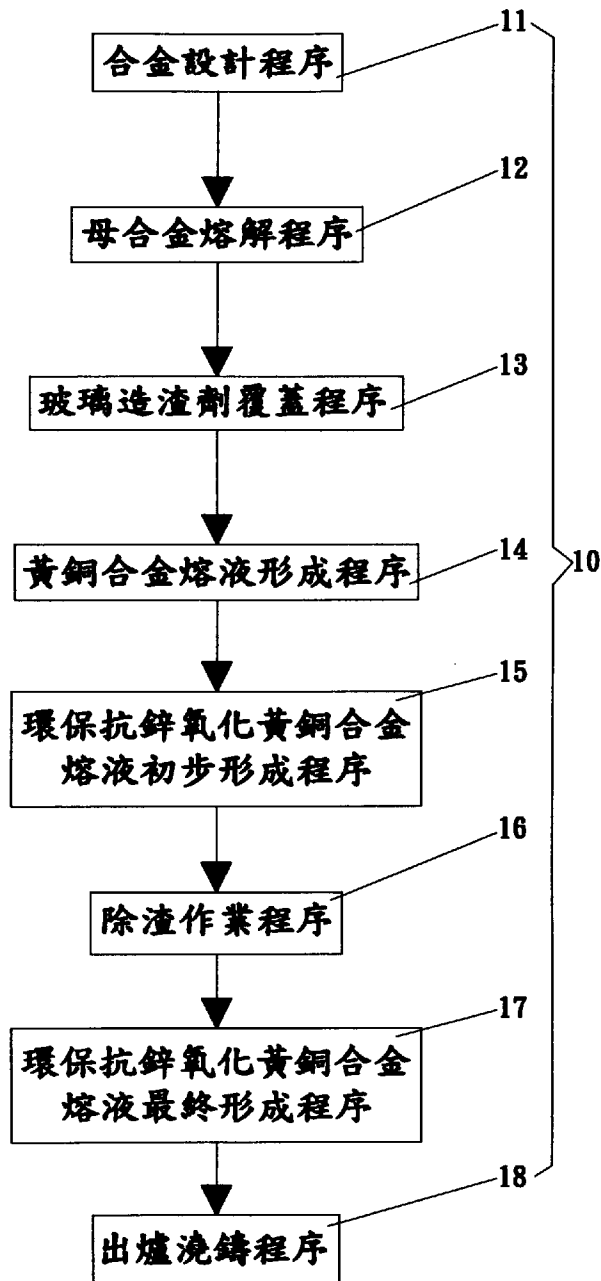 11
合金設計程序
12
母合金熔解程序
13
玻璃造渣劑覆蓋程序
14
黃銅合金熔液形成程序
10
15
環保抗鋅氧化黃銅合金
熔液初步形成程序
16
除渣作業程序
17
環保抗鋅氧化黃銅合金
熔液最終形成程序
18
出爐澆鑄程序